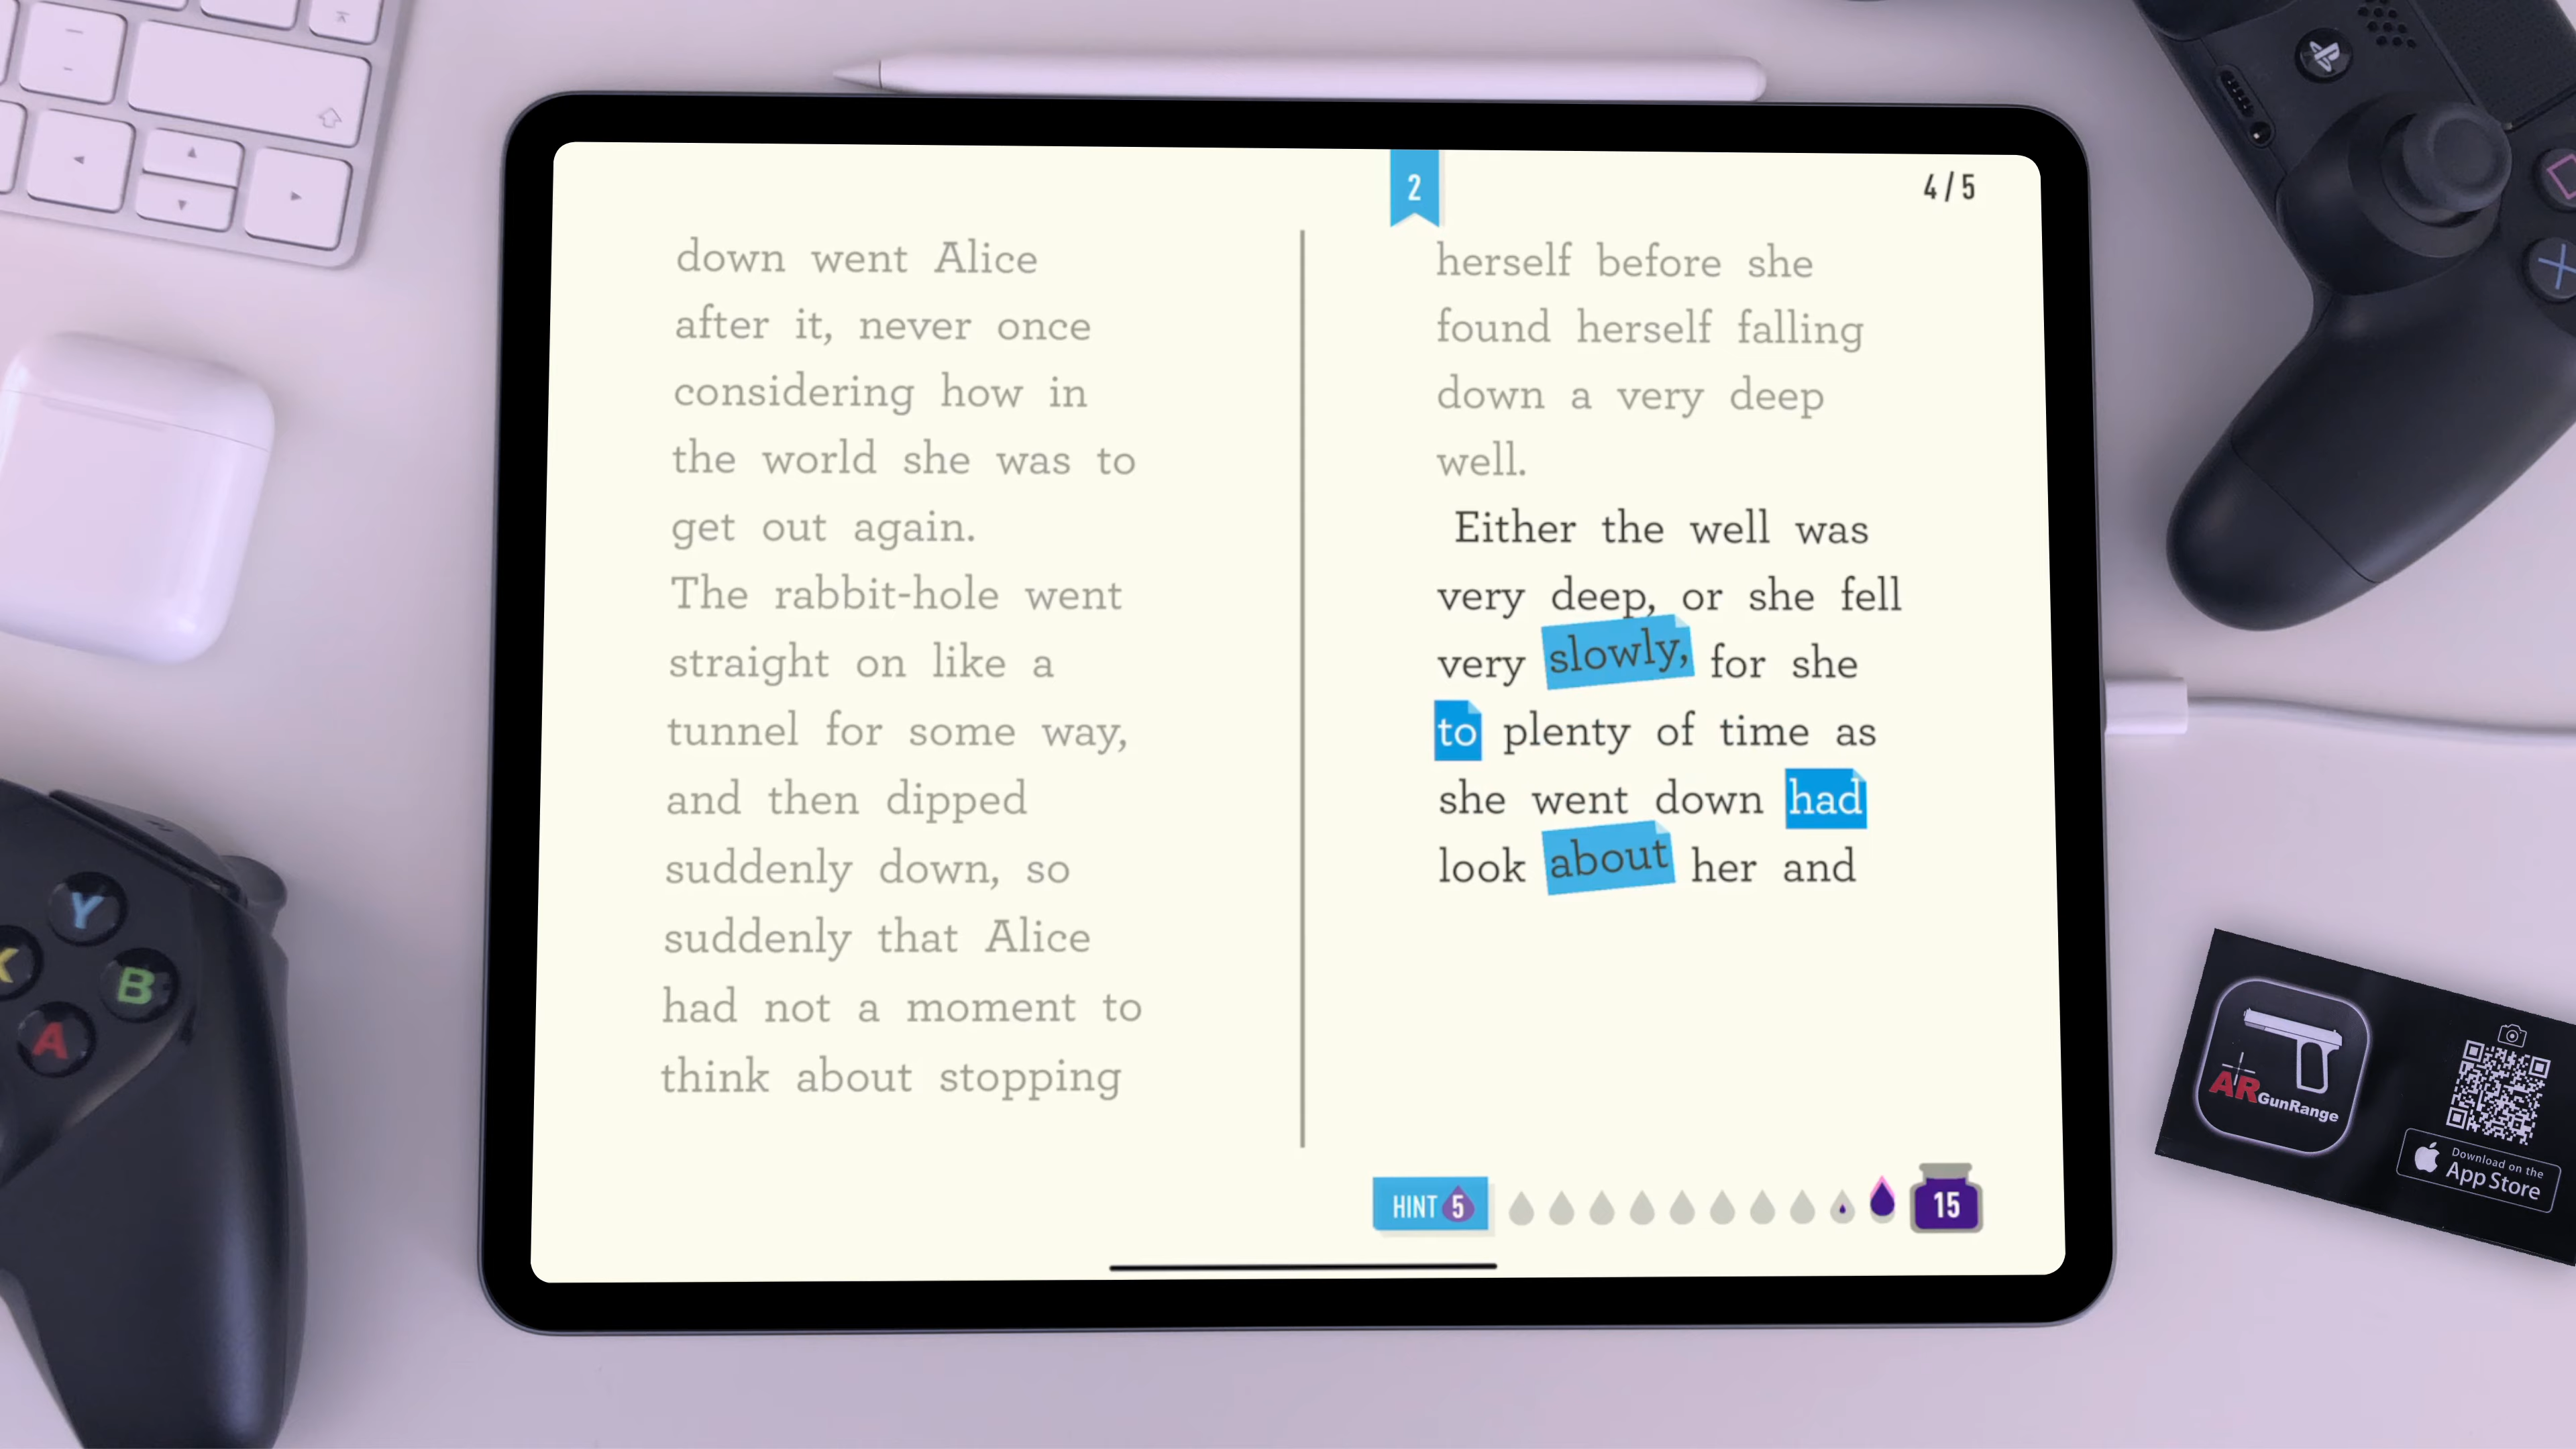 2
4 / 5
down went Alice
after it, never once
considering how in
the world she was to
get out again.
The rabbit-hole went
straight on like a
tunnel for some way,
and then dipped
suddenly down, so
suddenly that Alice
had not a moment to
think about stopping
herself before she
found herself falling
down a very deep
well.
Either the well was
very deep, or she fell
very slowly, for she
to plenty of time as
she went down had
look about her and
HINT 5
15
Y
X
B
A
AR GunRange
Download on the
App Store